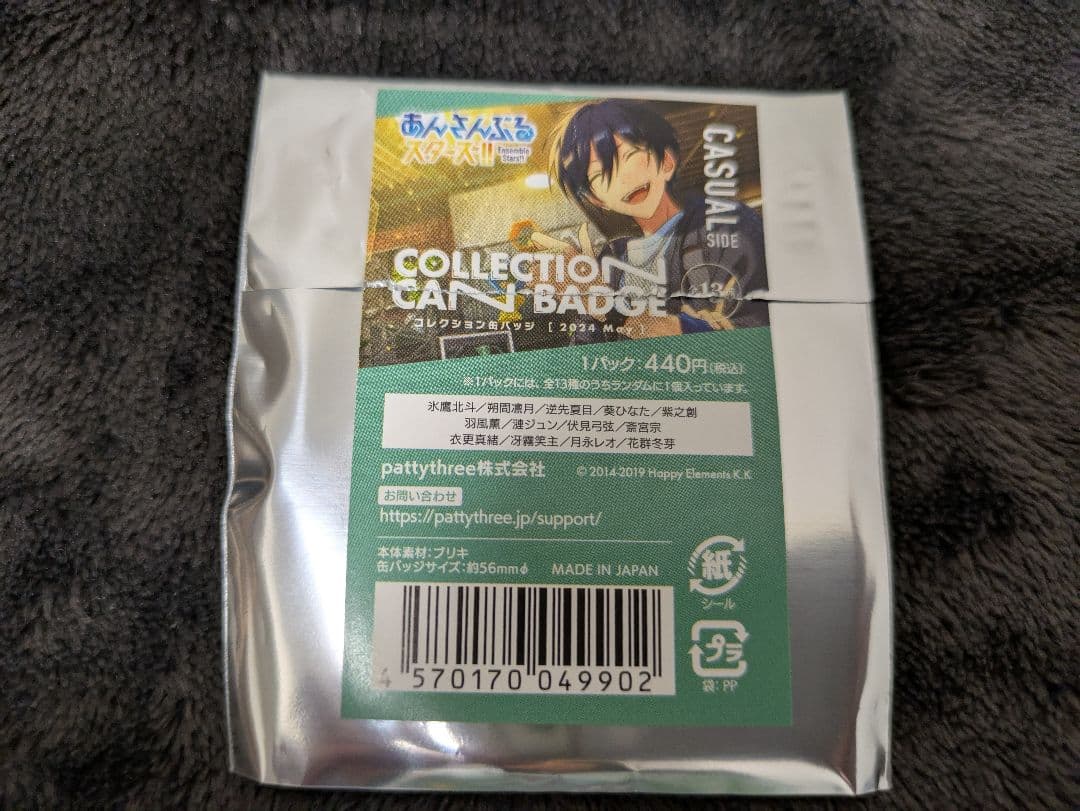 あんさんぶる
スターズ!!
Ensemble
Stars!!
CASUAL
SIDE
COLLECTION
CAN BADGE
13
コレクション缶バッジ [ 2024 May ]
1パック:440円(税込)
※1パックには、全13種のうちランダムに1個入っています。
氷鷹北斗/朔間凛月/逆先夏目/葵ひなた/紫之創
羽風薫/漣ジュン/伏見弓弦/斎宮宗
衣更真緒/冴霧笑主/月永レオ/花群冬芽
pattythree株式会社 © 2014-2019 Happy Elements K.K
お問い合わせ
https://pattythree.jp/support/
本体素材:ブリキ
缶バッジサイズ:約56mmφ MADE IN JAPAN
紙
シール
プラ
袋:PP
4 570170 049902